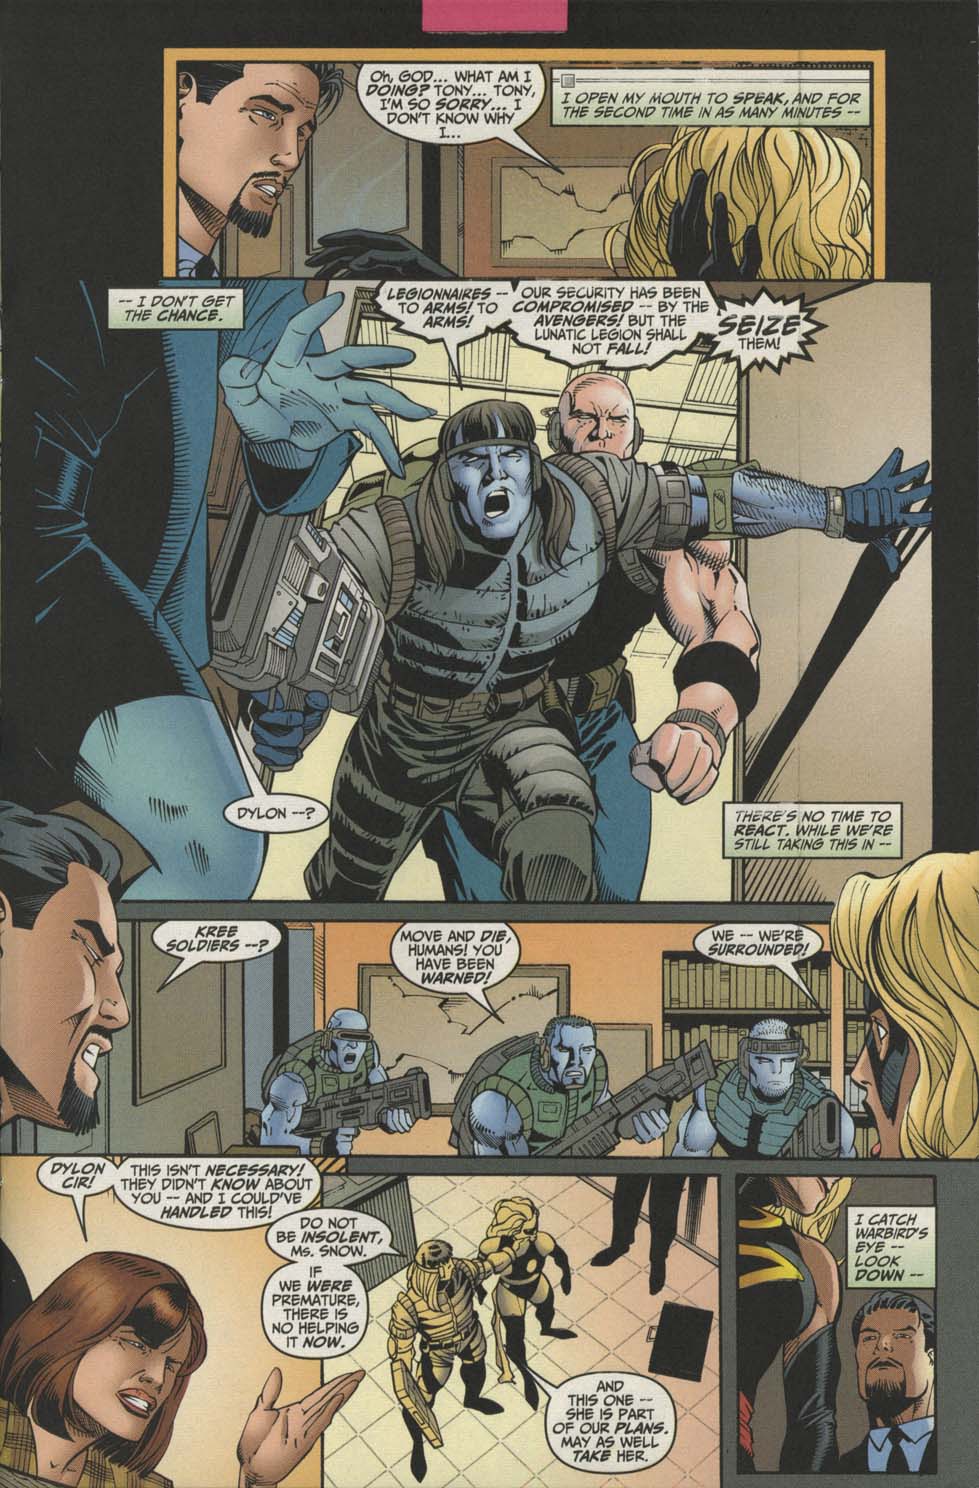 OH, GOD... WHAT AM I
DOING? TONY... TONY,
I'M SO SORRY... I
DON'T KNOW WHY
I...
I OPEN MY MOUTH TO SPEAK, AND FOR
THE SECOND TIME IN AS MANY MINUTES --
-- I DON'T GET
THE CHANCE.
LEGIONNAIRES --
TO ARMS! TO
ARMS!
OUR SECURITY HAS BEEN
COMPROMISED -- BY THE
AVENGERS! BUT THE
LUNATIC LEGION SHALL
NOT FALL!
SEIZE
THEM!
DYLON --?
THERE'S NO TIME TO
REACT. WHILE WE'RE
STILL TAKING THIS IN --
KREE
SOLDIERS --?
MOVE AND DIE,
HUMANS! YOU
HAVE BEEN
WARNED!
WE -- WE'RE
SURROUNDED!
DYLON
CIR!
THIS ISN'T NECESSARY!
THEY DIDN'T KNOW ABOUT
YOU -- AND I COULD'VE
HANDLED THIS!
DO NOT
BE INSOLENT,
MS. SNOW.
IF
WE WERE
PREMATURE,
THERE IS
NO HELPING
IT NOW.
AND
THIS ONE --
SHE IS PART
OF OUR PLANS.
MAY AS WELL
TAKE HER.
I CATCH
WARBIRD'S
EYE --
LOOK
DOWN --